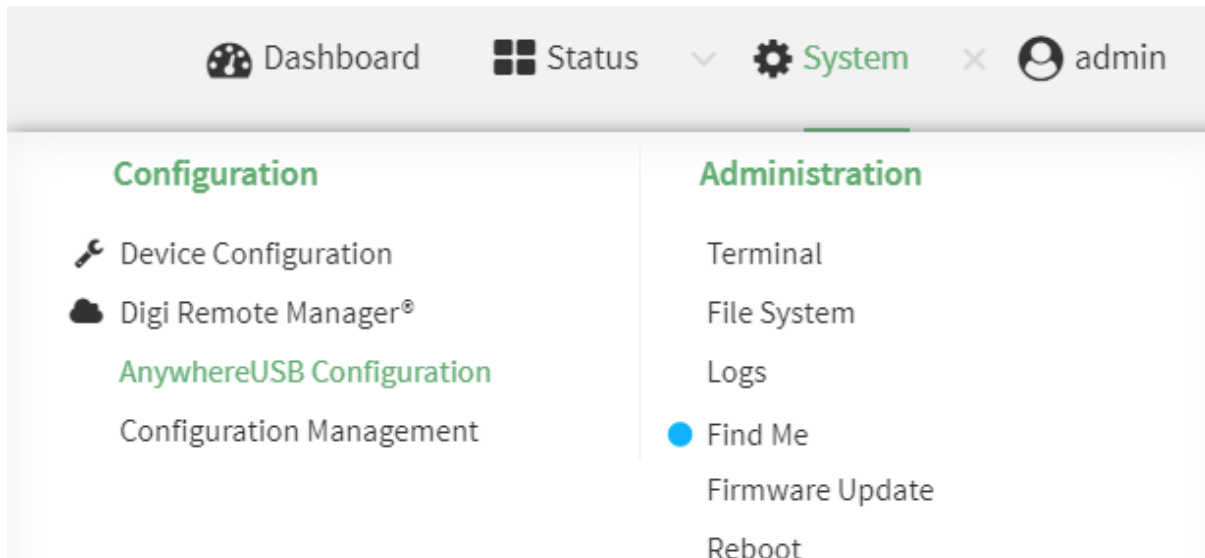 Dashboard Status System admin
Configuration
Device Configuration
Digi Remote Manager®
AnywhereUSB Configuration
Configuration Management
Administration
Terminal
File System
Logs
Find Me
Firmware Update
Reboot